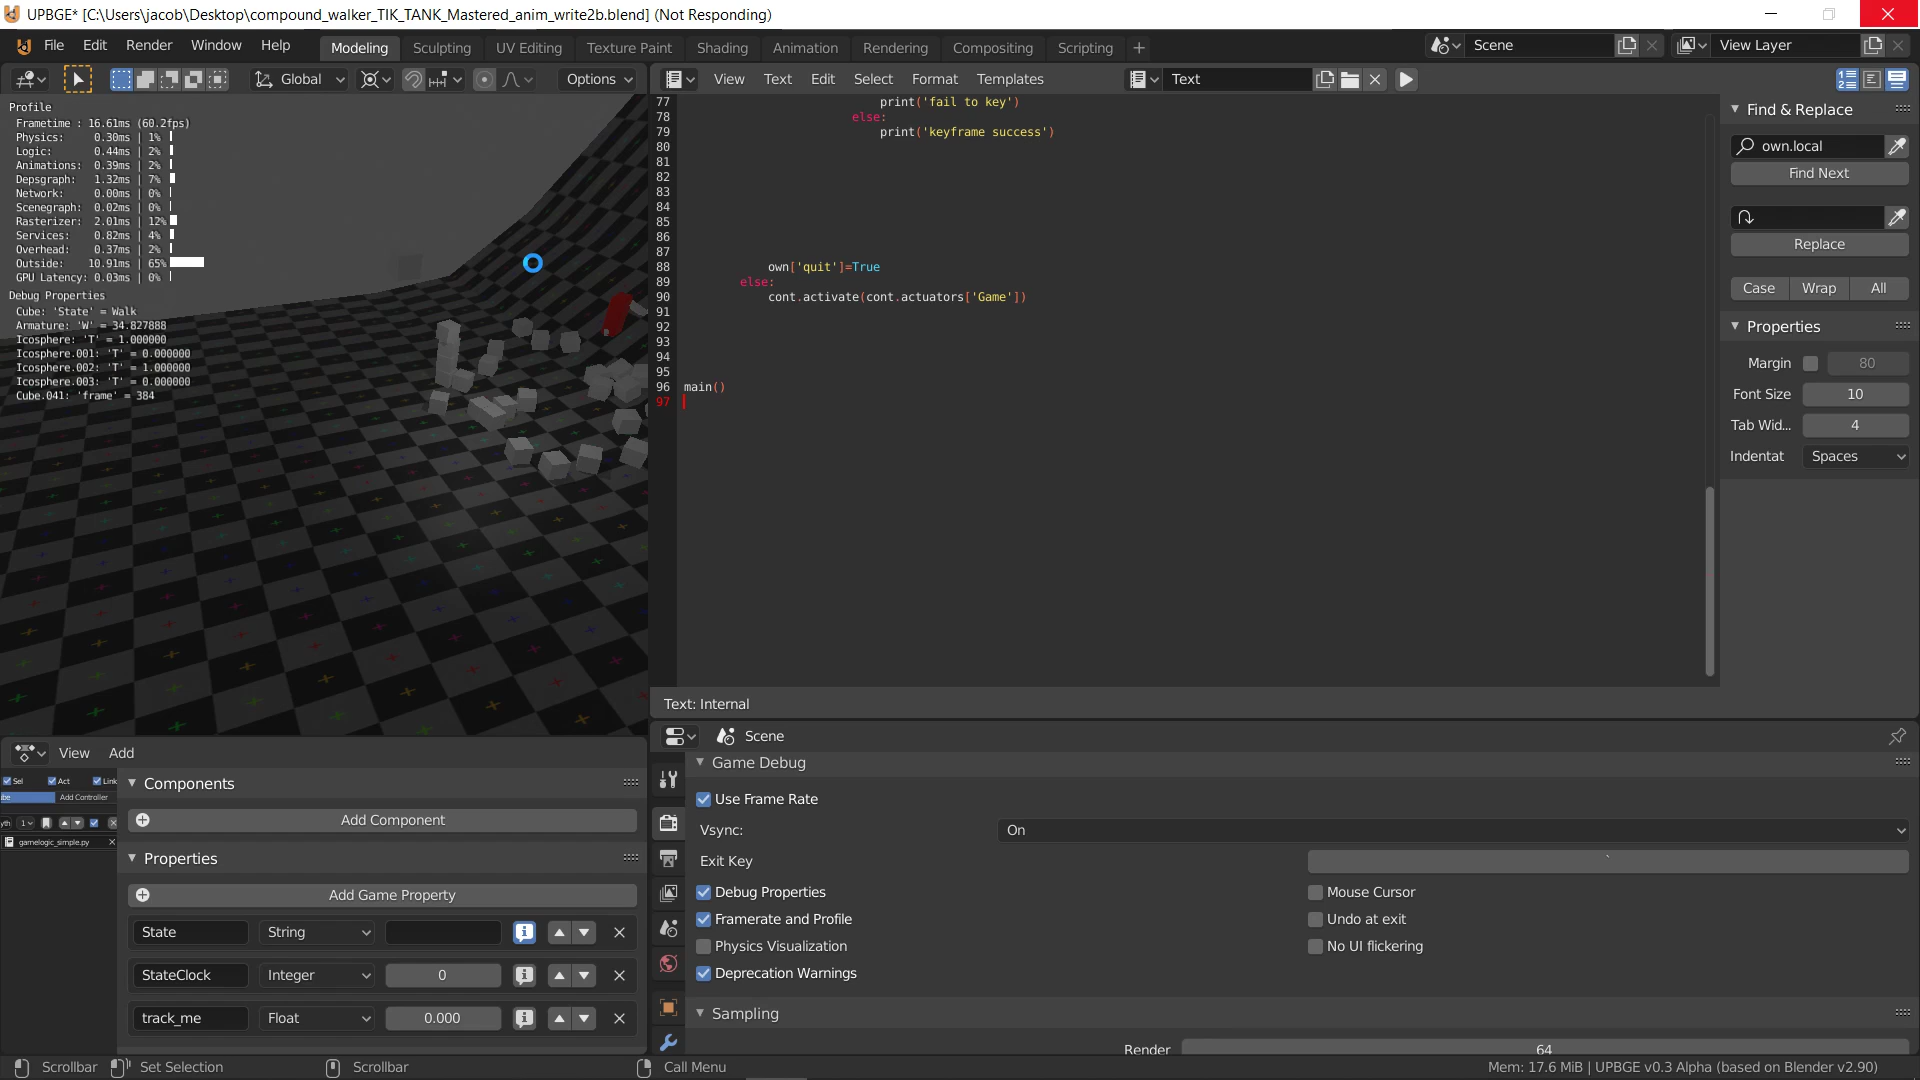 UPBGE* [C:\Users\jacob\Desktop\compound_walker_TIK_TANK_Mastered_anim_write2b.blend] (Not Responding)
File Edit Render Window Help Modeling Sculpting UV Editing Texture Paint Shading Animation Rendering Compositing Scripting + Scene View Layer
Global Options View Text Edit Select Format Templates Text
Profile
Frametime : 16.61ms (60.2fps)
Physics: 0.30ms | 1%
Logic: 0.44ms | 2%
Animations: 0.39ms | 2%
Depsgraph: 1.32ms | 7%
Network: 0.00ms | 0%
Scenegraph: 0.02ms | 0%
Rasterizer: 2.01ms | 12%
Services: 0.82ms | 4%
Overhead: 0.37ms | 2%
Outside: 10.91ms | 65%
GPU Latency: 0.03ms | 0%
Debug Properties
Cube: 'State' = Walk
Armature: 'W' = 34.827888
Icosphere: 'T' = 1.000000
Icosphere.001: 'T' = 0.000000
Icosphere.002: 'T' = 1.000000
Icosphere.003: 'T' = 0.000000
Cube.041: 'frame' = 384
77 print('fail to key')
78 else:
79 print('keyframe success')
80
81
82
83
84
85
86
87
88 own['quit']=True
89 else:
90 cont.activate(cont.actuators['Game'])
91
92
93
94
95
96 main()
97
Find & Replace
own.local
Find Next
Replace
Case Wrap All
Properties
Margin 80
Font Size 10
Tab Wid... 4
Indentat Spaces
Text: Internal
View Add
Sel Act Link
Add Controller
1
gamelogic_simple.py
Components
Add Component
Properties
Add Game Property
State String
StateClock Integer 0
track_me Float 0.000
Scene
Game Debug
Use Frame Rate
Vsync: On
Exit Key `
Debug Properties Mouse Cursor
Framerate and Profile Undo at exit
Physics Visualization No UI flickering
Deprecation Warnings
Sampling
Render 64
Scrollbar Set Selection Scrollbar Call Menu Mem: 17.6 MiB | UPBGE v0.3 Alpha (based on Blender v2.90)